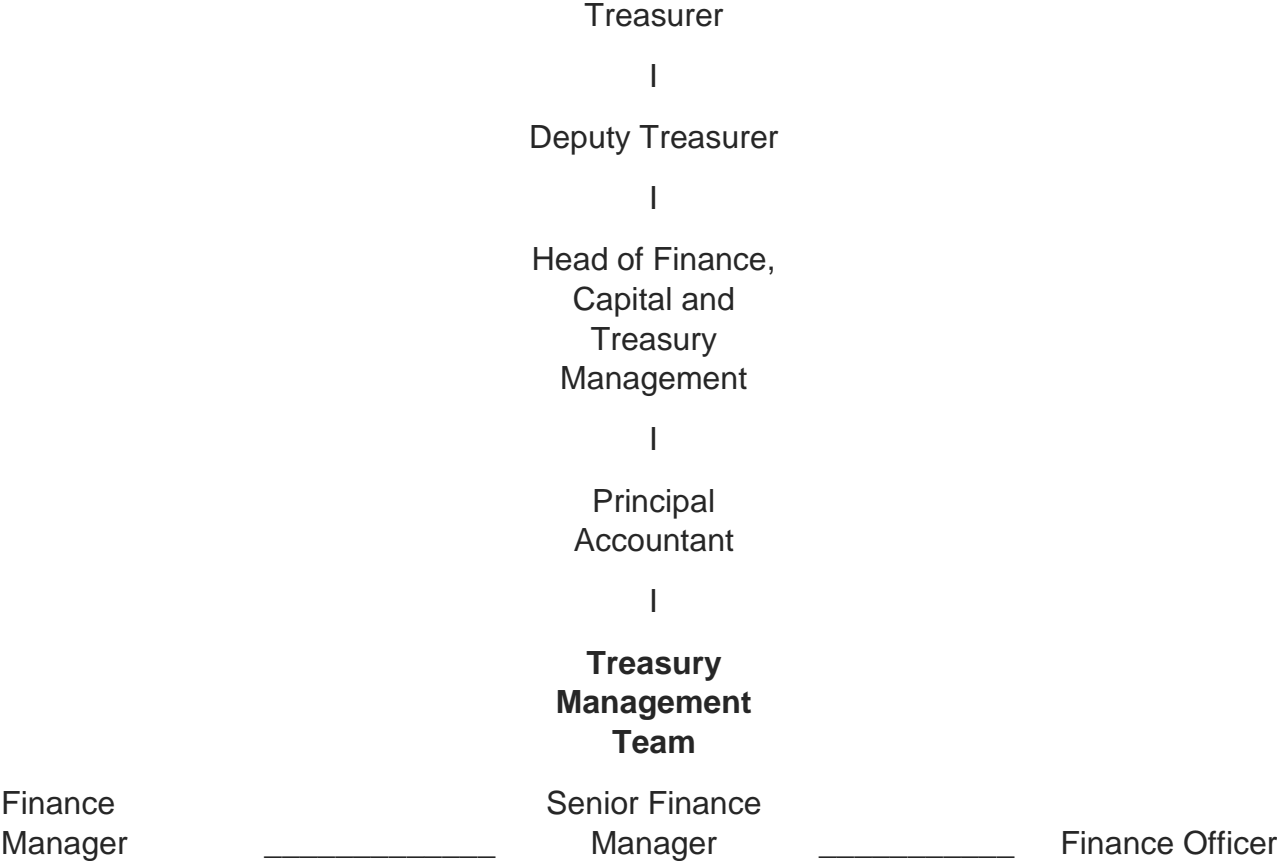 Treasurer
I
Deputy Treasurer
I
Head of Finance,
Capital and
Treasury
Management
I
Principal
Accountant
I
Treasury
Management
Team
Finance Senior Finance
Manager _____________ Manager ___________ Finance Officer